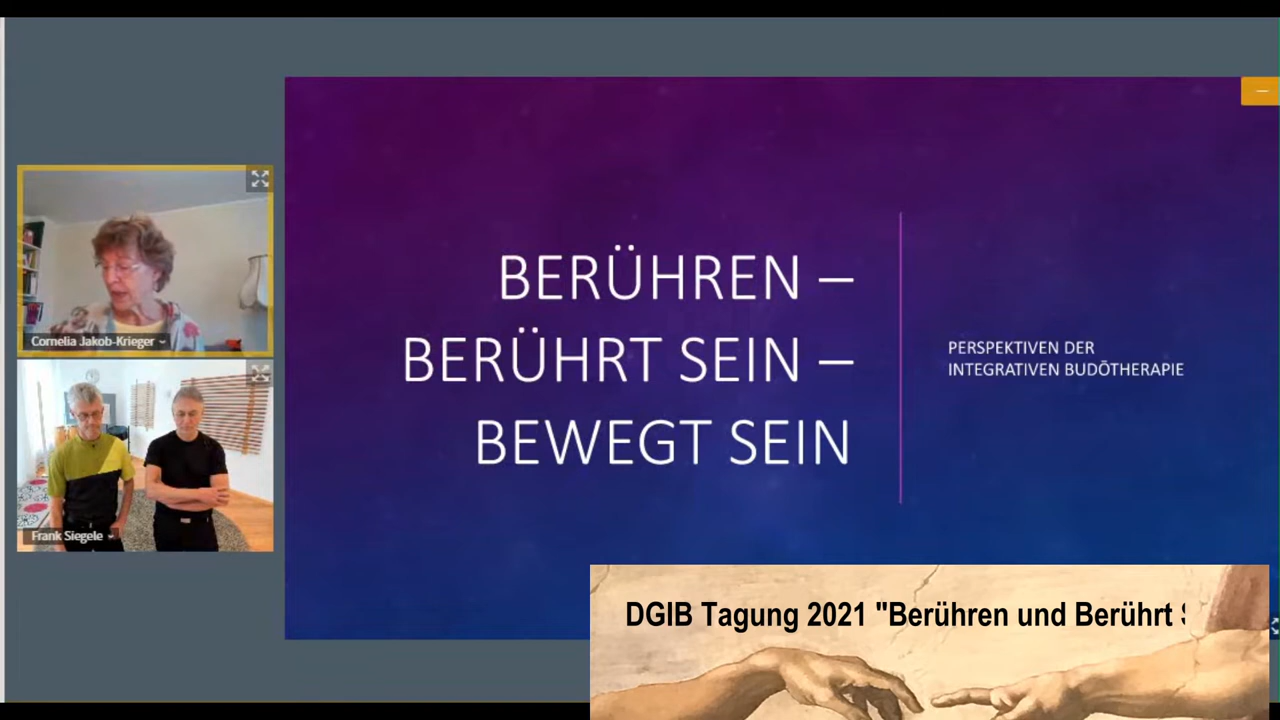 Cornelia Jakob-Krieger
Frank Siegele
BERÜHREN –
BERÜHRT SEIN –
BEWEGT SEIN
PERSPEKTIVEN DER
INTEGRATIVEN BUDŌTHERAPIE
DGIB Tagung 2021 "Berühren und Berührt